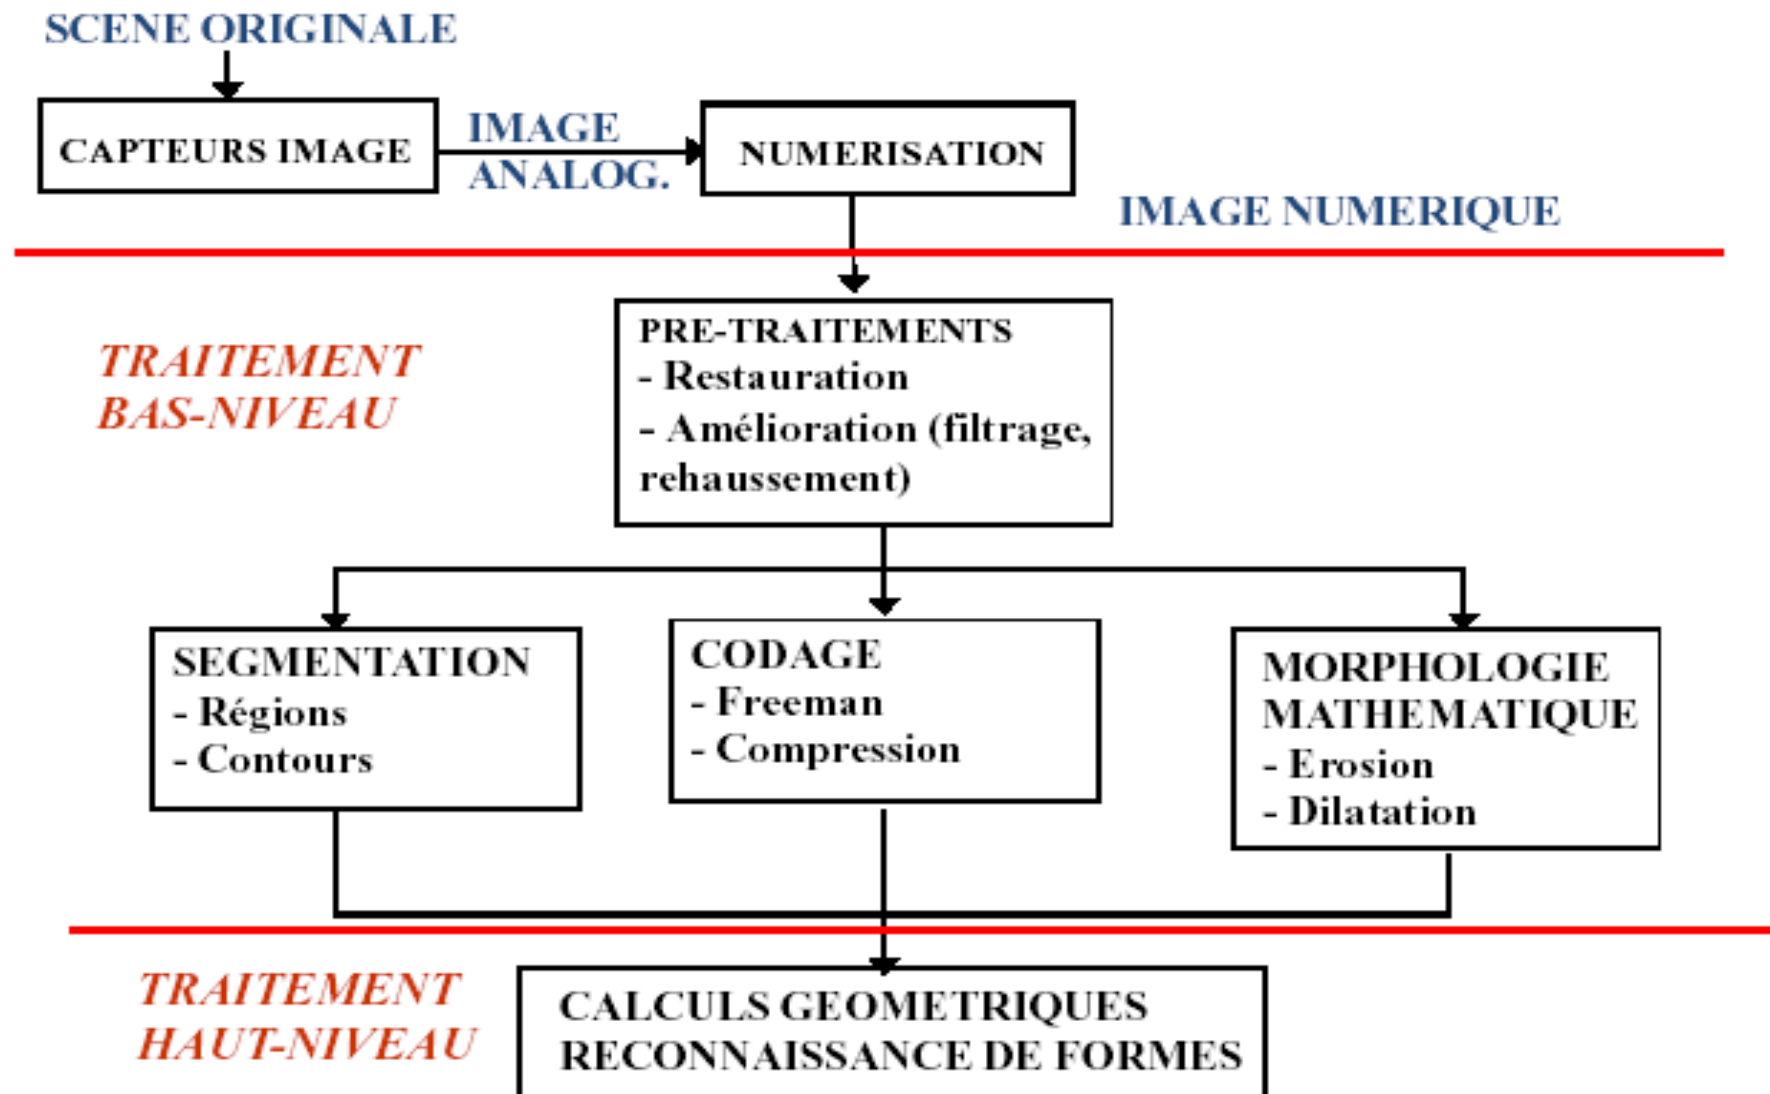 SCENE ORIGINALE
CAPTEURS IMAGE
IMAGE
ANALOG.
NUMERISATION
IMAGE NUMERIQUE
TRAITEMENT
BAS-NIVEAU
PRE-TRAITEMENTS
- Restauration
- Amélioration (filtrage,
rehaussement)
SEGMENTATION
- Régions
- Contours
CODAGE
- Freeman
- Compression
MORPHOLOGIE
MATHEMATIQUE
- Erosion
- Dilatation
TRAITEMENT
HAUT-NIVEAU
CALCULS GEOMETRIQUES
RECONNAISSANCE DE FORMES